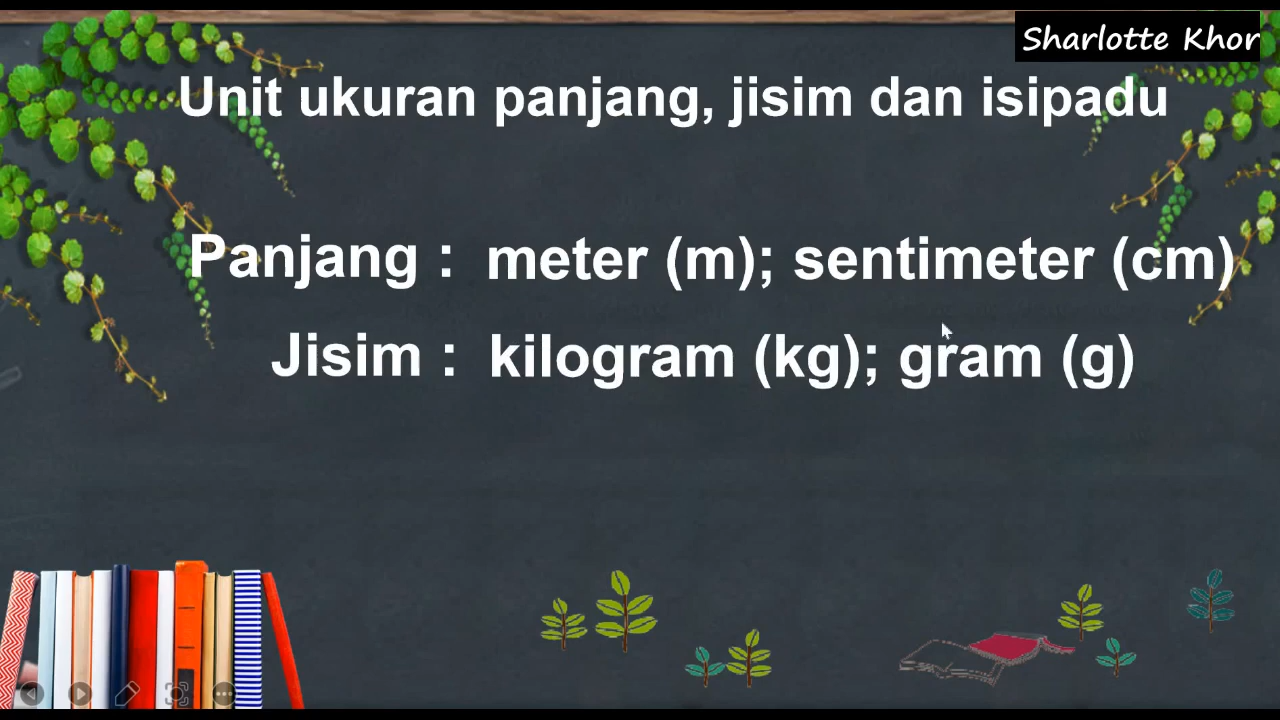 Sharlotte Khor
Unit ukuran panjang, jisim dan isipadu
Panjang : meter (m); sentimeter (cm)
Jisim : kilogram (kg); gram (g)